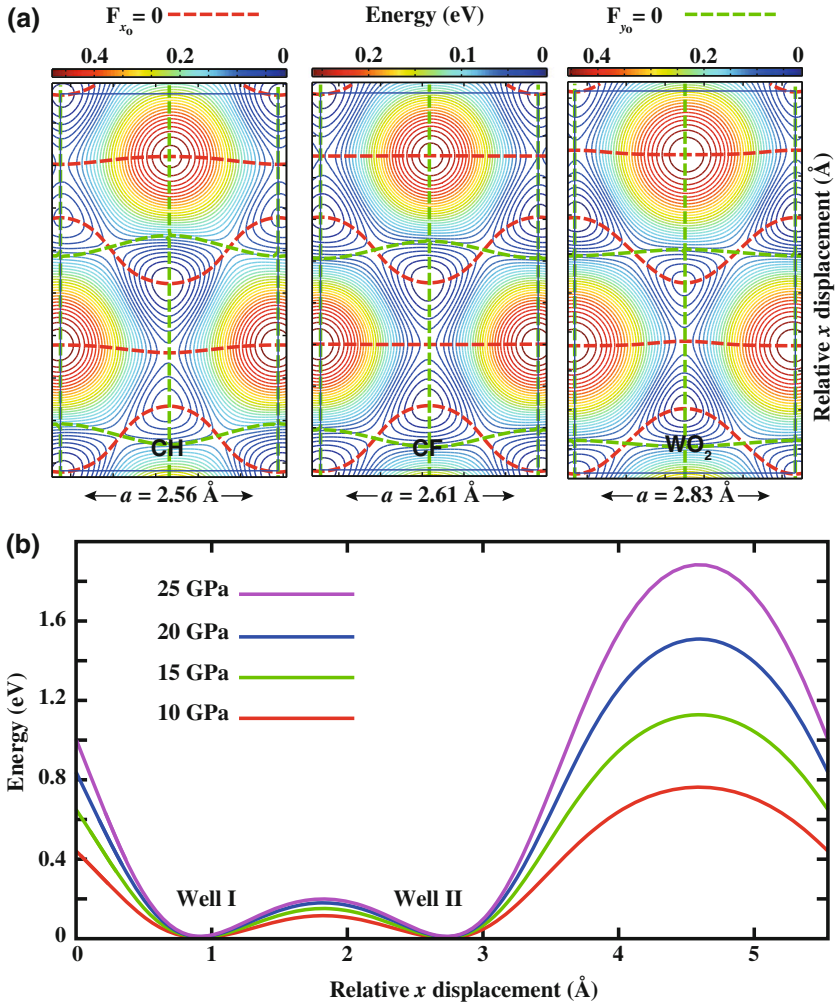 (a)
F_{x_o} = 0
Energy (eV)
F_{y_o} = 0
0.4 0.2 0
0.2 0.1 0
0.4 0.2 0
CH
CF
WO₂
Relative x displacement (Å)
a = 2.56 Å
a = 2.61 Å
a = 2.83 Å
(b)
25 GPa
20 GPa
15 GPa
10 GPa
Energy (eV)
1.6
1.2
0.8
0.4
0
Well I
Well II
0 1 2 3 4 5
Relative x displacement (Å)